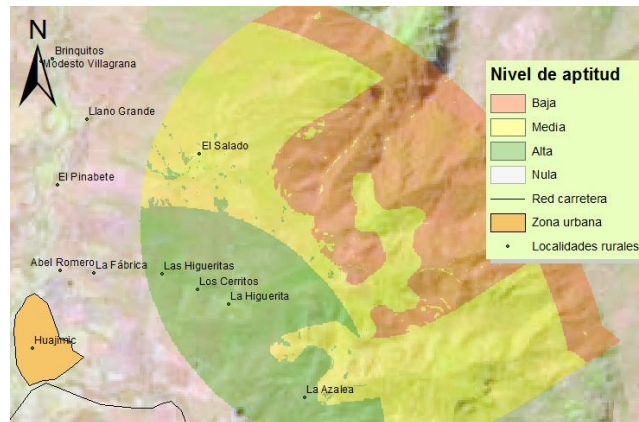 N
Brinquitos
Modesto Villagrana
Llano Grande
El Salado
El Pinabete
Abel Romero
La Fábrica
Las Higueritas
Los Cerritos
La Higuerita
Huajimic
La Azalea
Nivel de aptitud
Baja
Media
Alta
Nula
Red carretera
Zona urbana
Localidades rurales